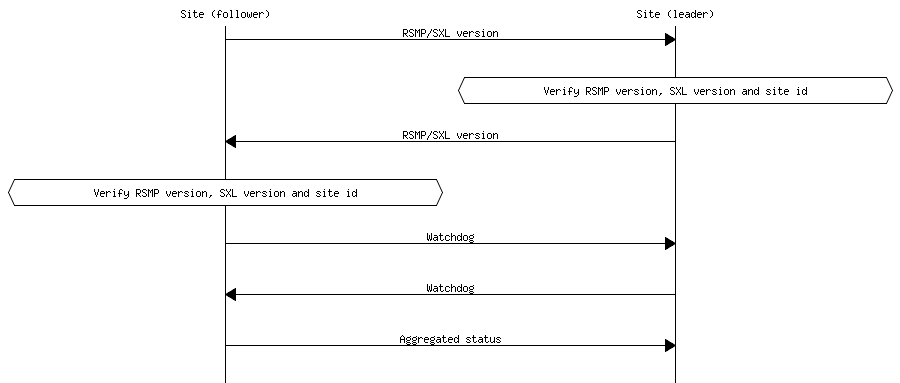 Site (follower)
Site (leader)
RSMP/SXL version
Verify RSMP version, SXL version and site id
RSMP/SXL version
Verify RSMP version, SXL version and site id
Watchdog
Watchdog
Aggregated status